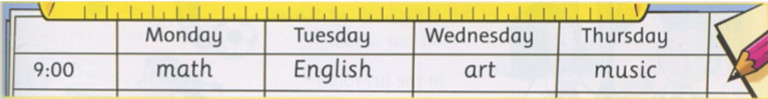 Monday Tuesday Wednesday Thursday
9:00 math English art music